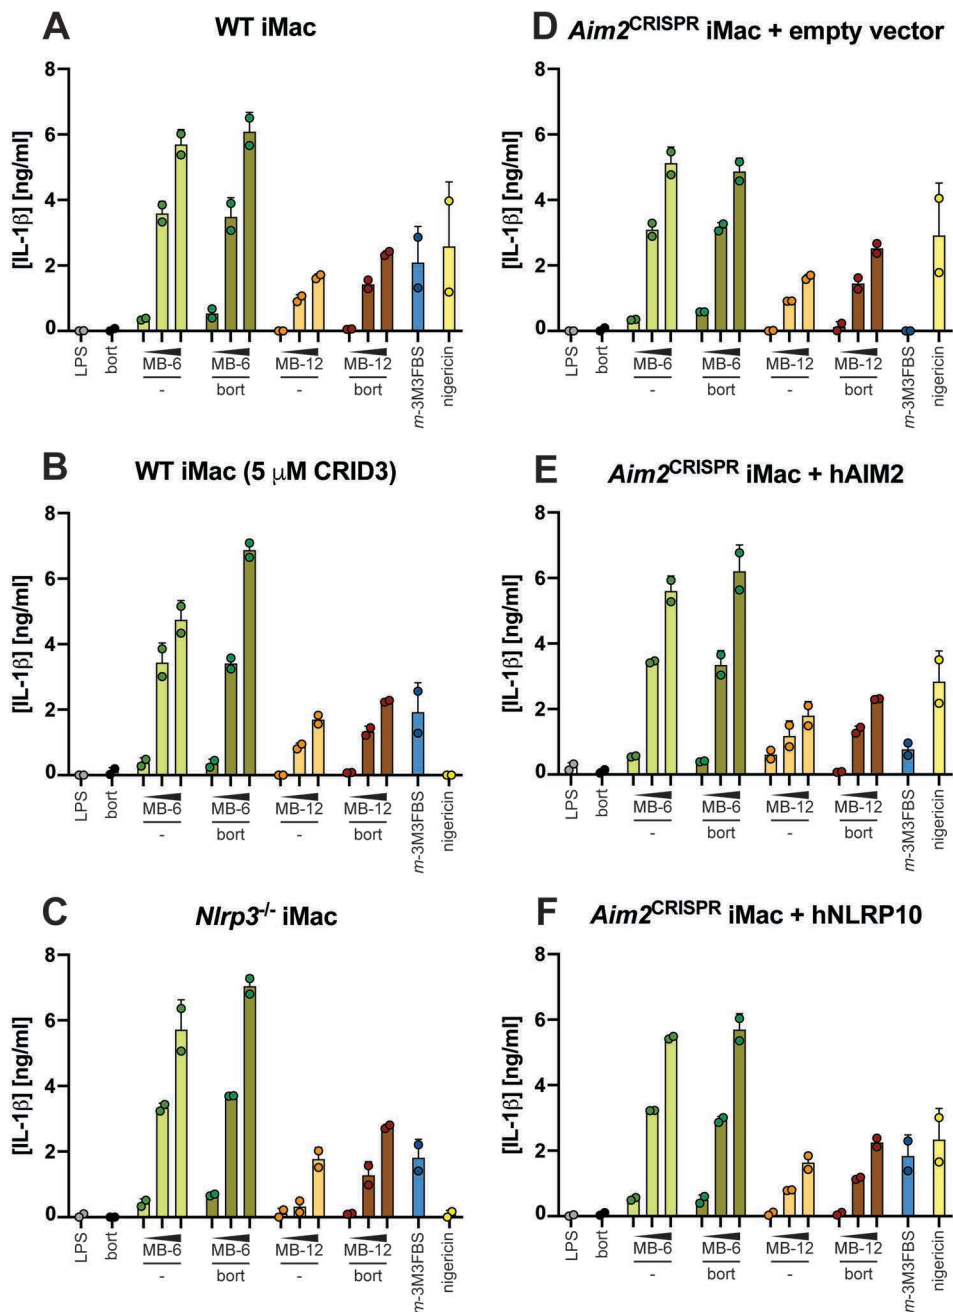 A
WT iMac
[IL-1β] [ng/ml]
8
6
4
2
0
LPS
bort
MB-6
MB-6
MB-12
MB-12
m-3M3FBS
nigericin
-
bort
-
bort
D
Aim2CRISPR iMac + empty vector
[IL-1β] [ng/ml]
8
6
4
2
0
LPS
bort
MB-6
MB-6
MB-12
MB-12
m-3M3FBS
nigericin
-
bort
-
bort
B
WT iMac (5 μM CRID3)
[IL-1β] [ng/ml]
8
6
4
2
0
LPS
bort
MB-6
MB-6
MB-12
MB-12
m-3M3FBS
nigericin
-
bort
-
bort
E
Aim2CRISPR iMac + hAIM2
[IL-1β] [ng/ml]
8
6
4
2
0
LPS
bort
MB-6
MB-6
MB-12
MB-12
m-3M3FBS
nigericin
-
bort
-
bort
C
Nlrp3-/- iMac
[IL-1β] [ng/ml]
8
6
4
2
0
LPS
bort
MB-6
MB-6
MB-12
MB-12
m-3M3FBS
nigericin
-
bort
-
bort
F
Aim2CRISPR iMac + hNLRP10
[IL-1β] [ng/ml]
8
6
4
2
0
LPS
bort
MB-6
MB-6
MB-12
MB-12
m-3M3FBS
nigericin
-
bort
-
bort